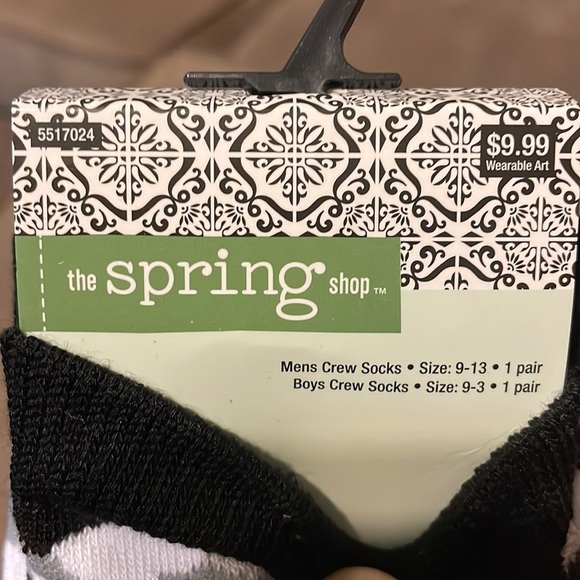 5517024
$9.99
Wearable Art
the spring shop™
Mens Crew Socks • Size: 9-13 • 1 pair
Boys Crew Socks • Size: 9-3 • 1 pair